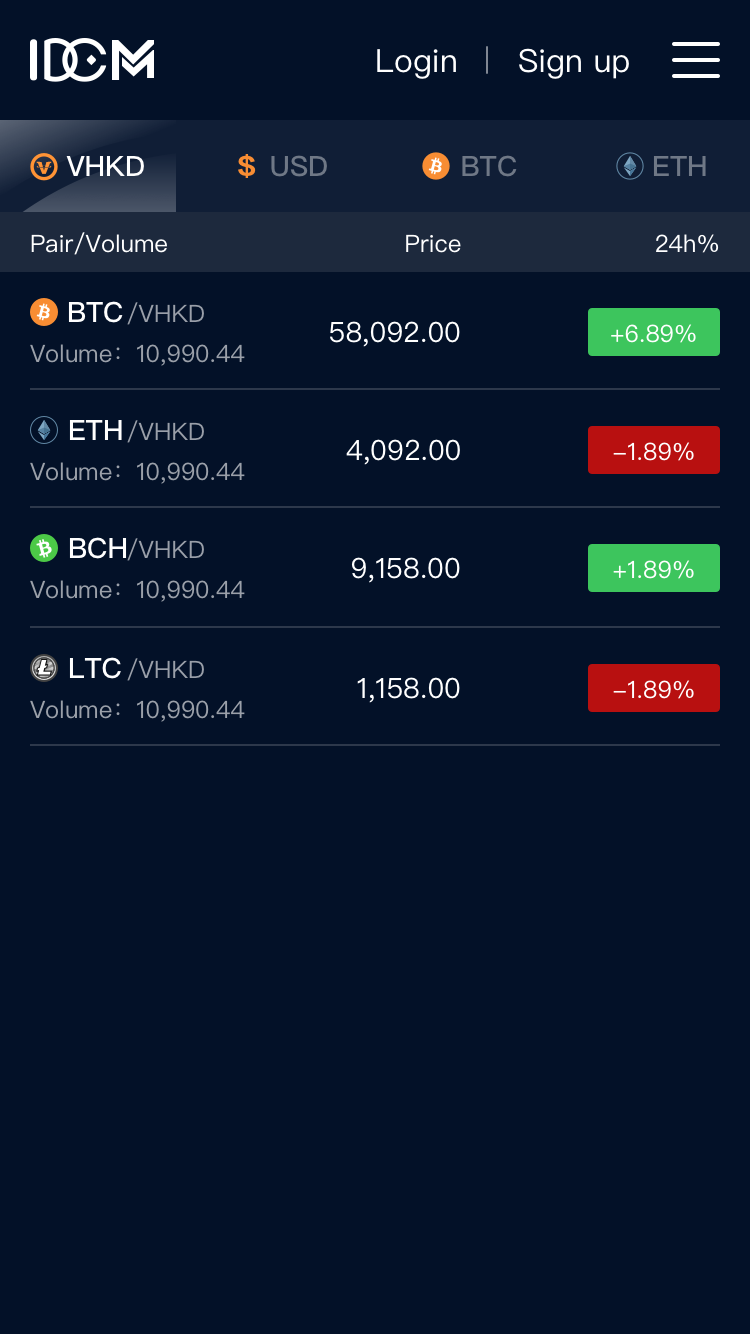 IDCM Login | Sign up
VHKD $ USD BTC ETH
Pair/Volume Price 24h%
BTC /VHKD 58,092.00 +6.89%
Volume: 10,990.44
ETH /VHKD 4,092.00 –1.89%
Volume: 10,990.44
BCH/VHKD 9,158.00 +1.89%
Volume: 10,990.44
LTC /VHKD 1,158.00 –1.89%
Volume: 10,990.44